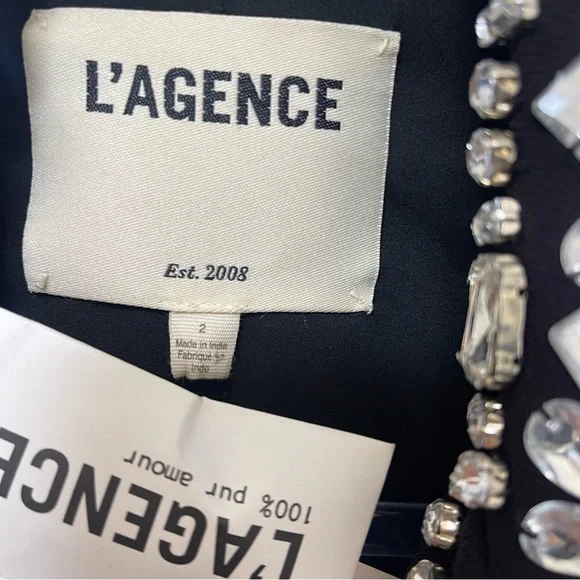 L'AGENCE
Est. 2008
2
Made in India
Fabriqué en
Inde
L'AGENCE
100% pur amour